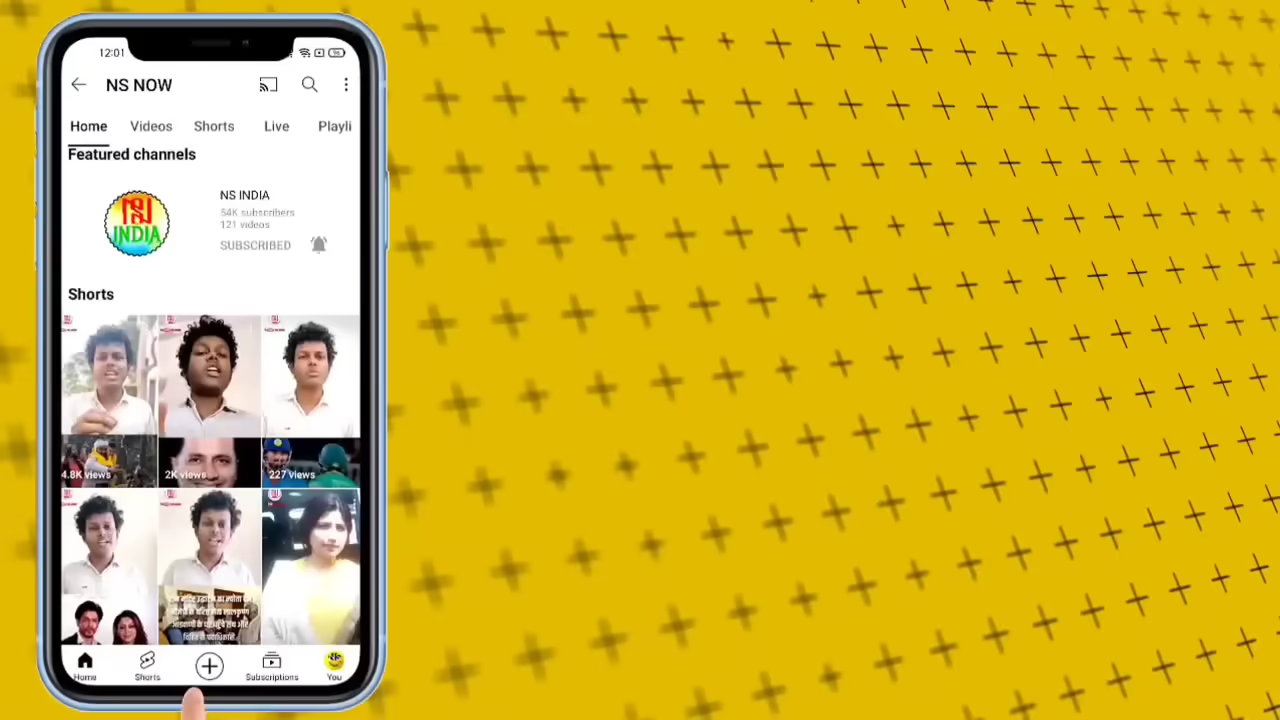 12:01
NS NOW
Home Videos Shorts Live Playli
Featured channels
INDIA
NS INDIA
54K subscribers
121 videos
SUBSCRIBED
Shorts
4.8K views
2K views
227 views
Home Shorts Subscriptions You